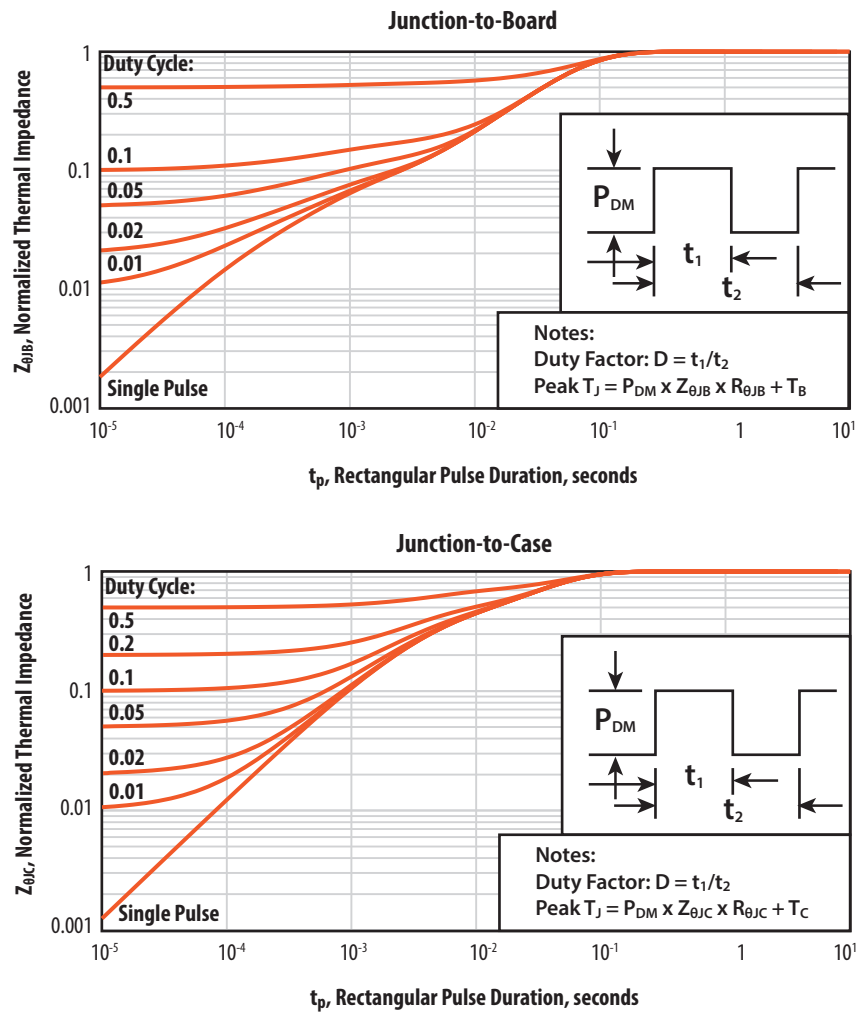 Junction-to-Board
Z_θJB, Normalized Thermal Impedance
1
0.1
0.01
0.001
Duty Cycle:
0.5
0.1
0.05
0.02
0.01
Single Pulse
P_DM
t₁
t₂
Notes:
Duty Factor: D = t₁/t₂
Peak T_J = P_DM x Z_θJB x R_θJB + T_B
10⁻⁵ 10⁻⁴ 10⁻³ 10⁻² 10⁻¹ 1 10¹
t_p, Rectangular Pulse Duration, seconds
Junction-to-Case
Z_θJC, Normalized Thermal Impedance
1
0.1
0.01
0.001
Duty Cycle:
0.5
0.2
0.1
0.05
0.02
0.01
Single Pulse
P_DM
t₁
t₂
Notes:
Duty Factor: D = t₁/t₂
Peak T_J = P_DM x Z_θJC x R_θJC + T_C
10⁻⁵ 10⁻⁴ 10⁻³ 10⁻² 10⁻¹ 1 10¹
t_p, Rectangular Pulse Duration, seconds